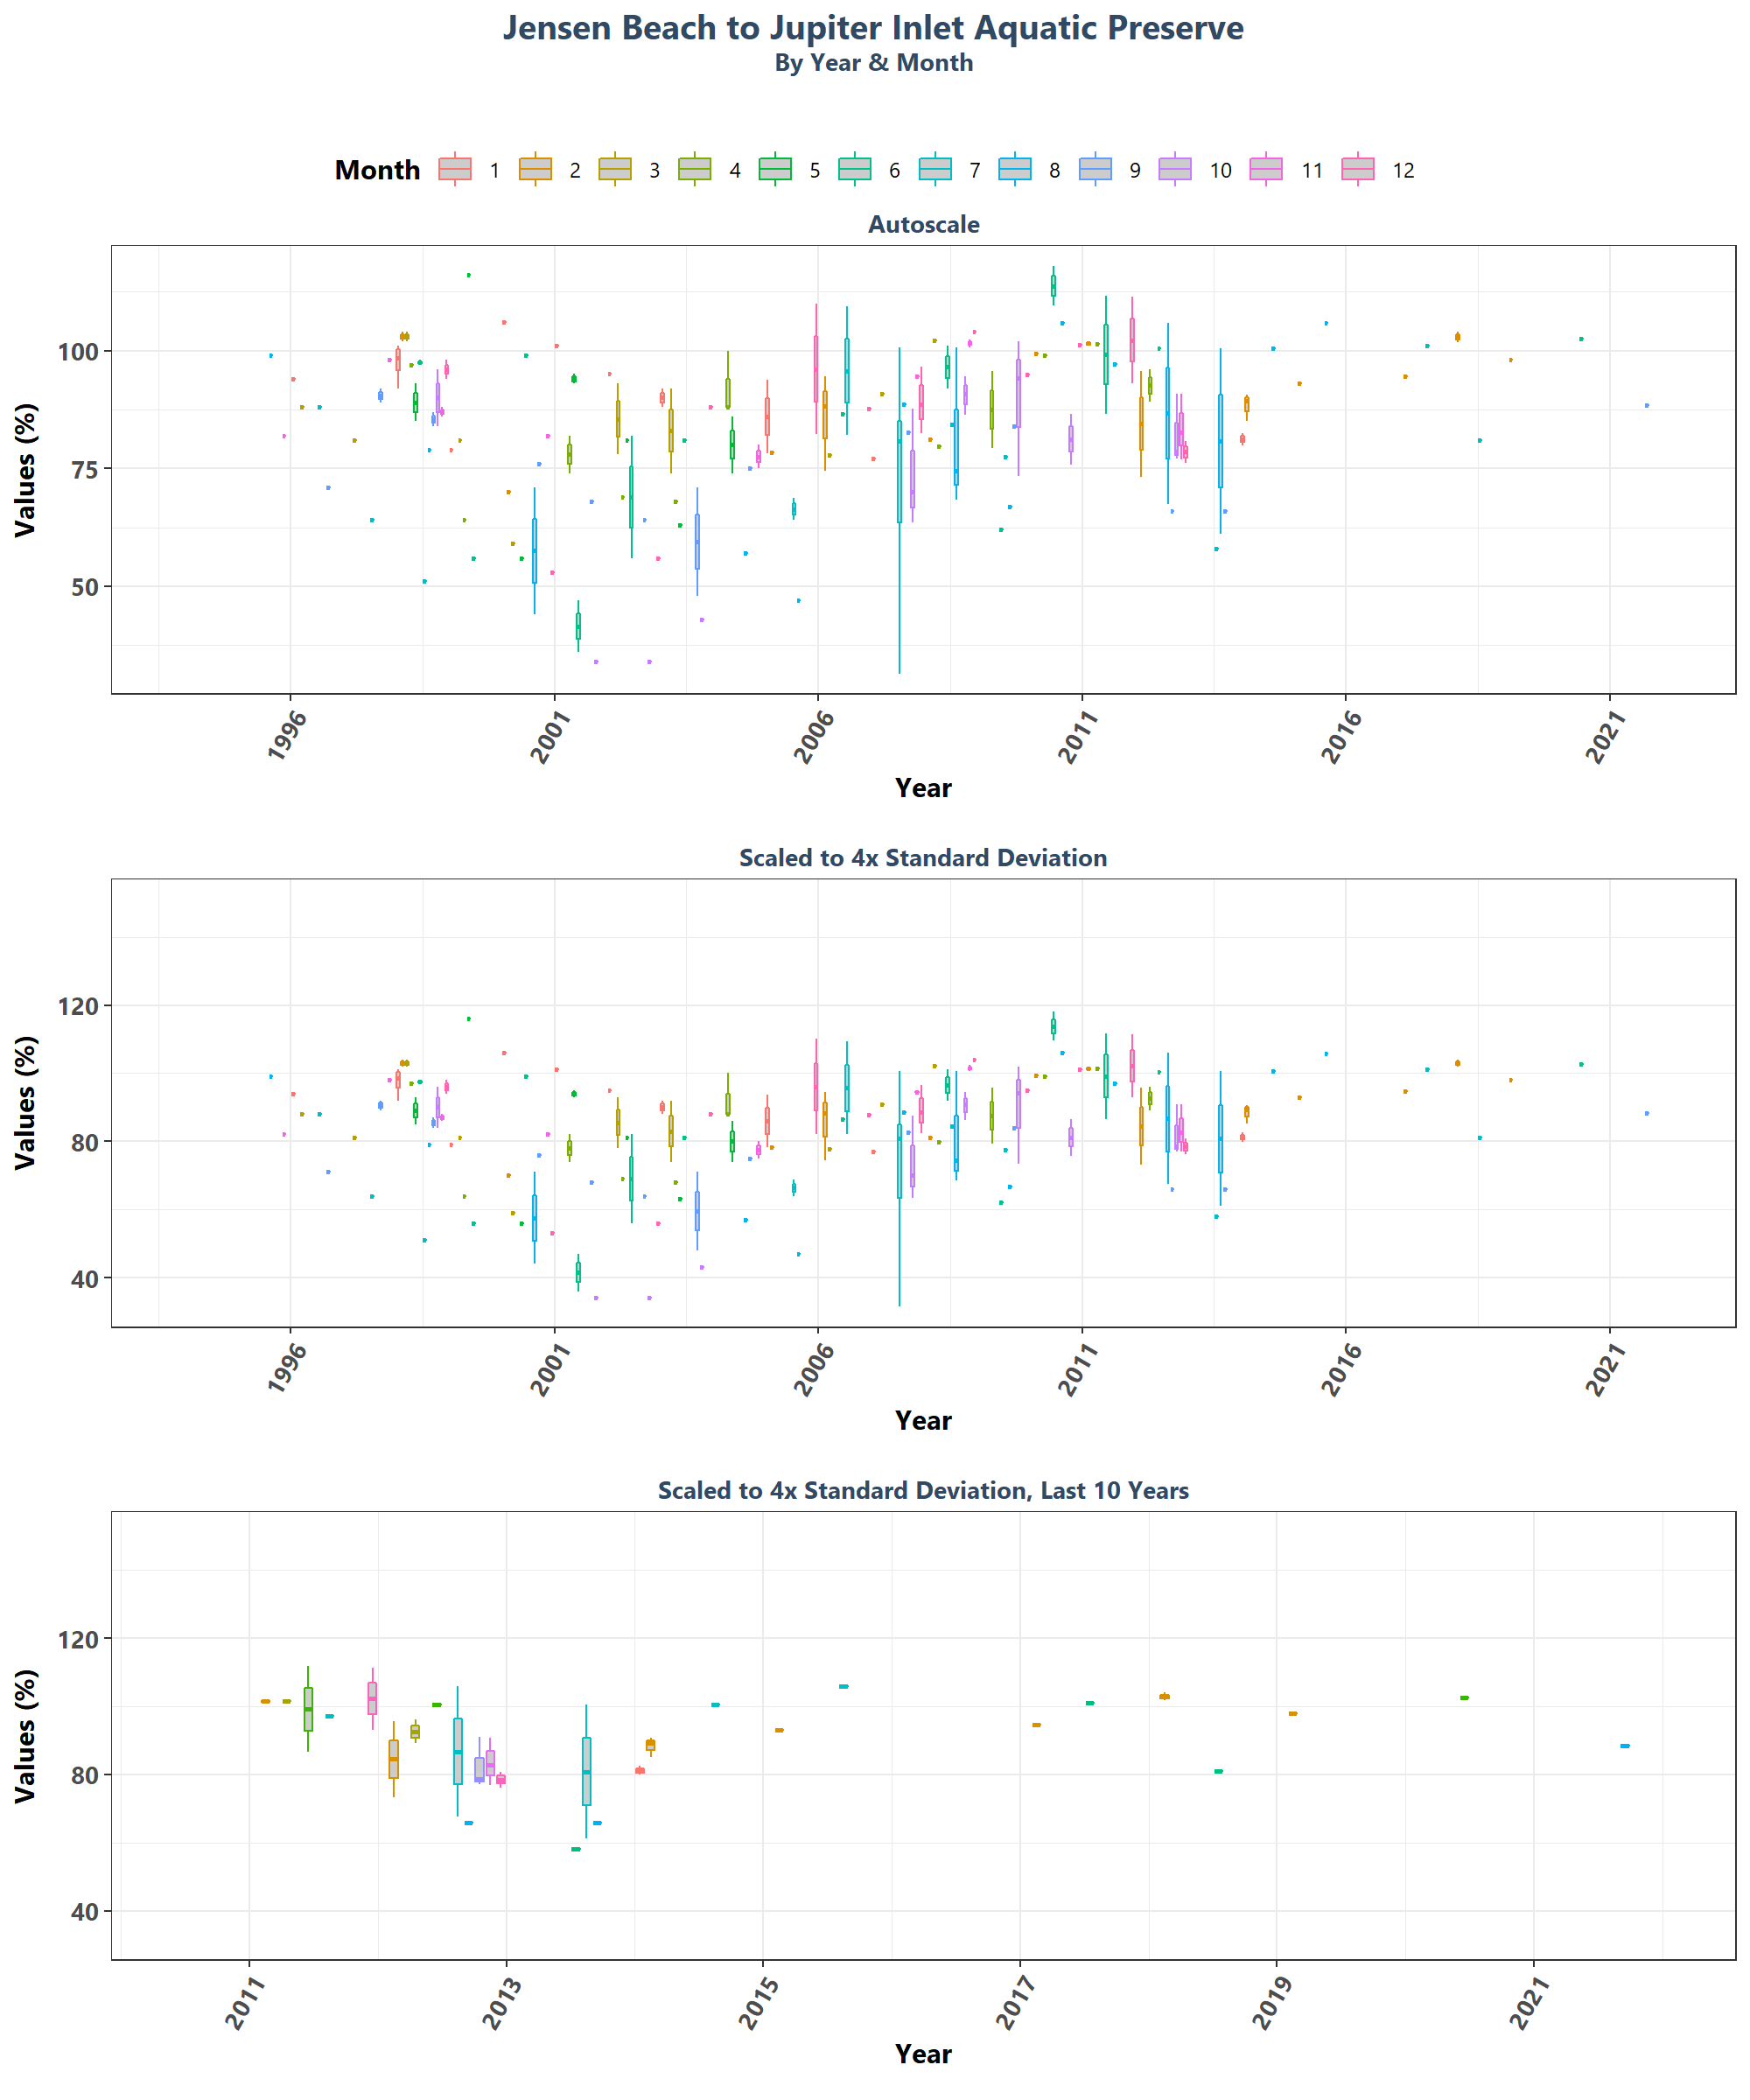 Jensen Beach to Jupiter Inlet Aquatic Preserve
By Year & Month
Month 1 2 3 4 5 6 7 8 9 10 11 12
Autoscale
Values (%)
100
75
50
1996 2001 2006 2011 2016 2021
Year
Scaled to 4x Standard Deviation
Values (%)
120
80
40
1996 2001 2006 2011 2016 2021
Year
Scaled to 4x Standard Deviation, Last 10 Years
Values (%)
120
80
40
2011 2013 2015 2017 2019 2021
Year